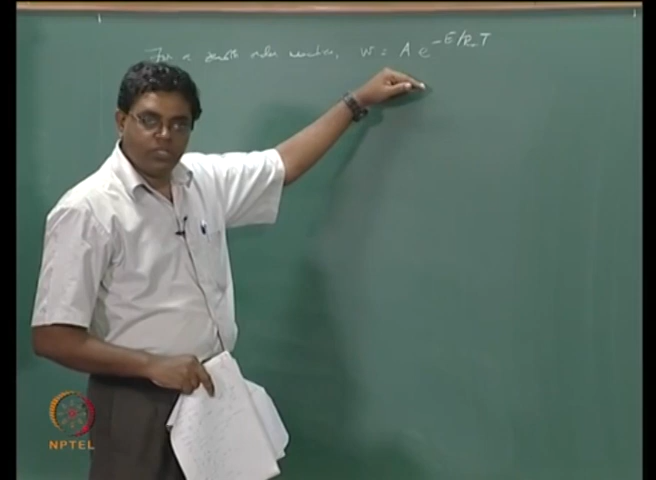 For a zeroth order reaction, w = A e^{-E/R_u T}
NPTEL